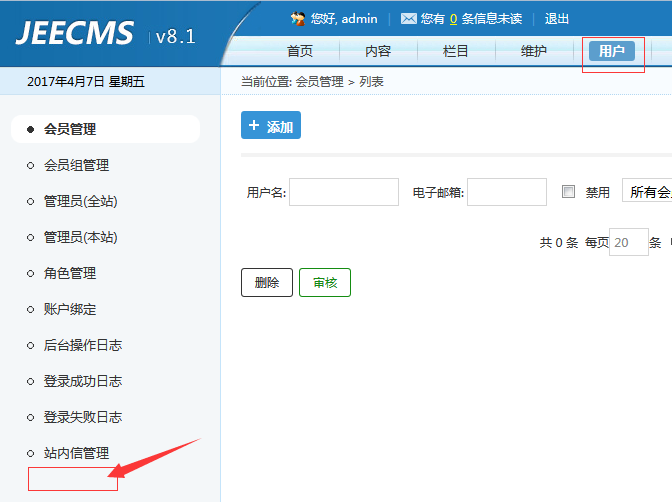 JEECMS v8.1
您好, admin 您有 0 条信息未读 退出
首页 内容 栏目 维护 用户
2017年4月7日 星期五
当前位置: 会员管理 > 列表
会员管理
会员组管理
管理员(全站)
管理员(本站)
角色管理
账户绑定
后台操作日志
登录成功日志
登录失败日志
站内信管理
+ 添加
用户名: 电子邮箱: 禁用 所有会
共 0 条 每页 20 条
删除 审核